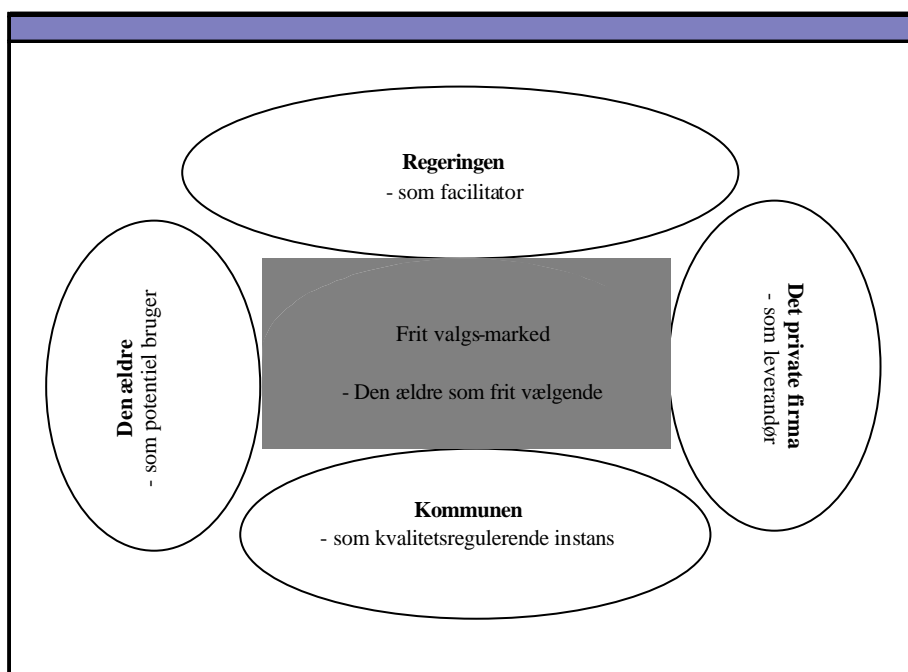 Regeringen
- som facilitator
Den ældre
- som potentiel bruger
Frit valgs-marked
- Den ældre som frit vælgende
Det private firma
- som leverandør
Kommunen
- som kvalitetsregulerende instans